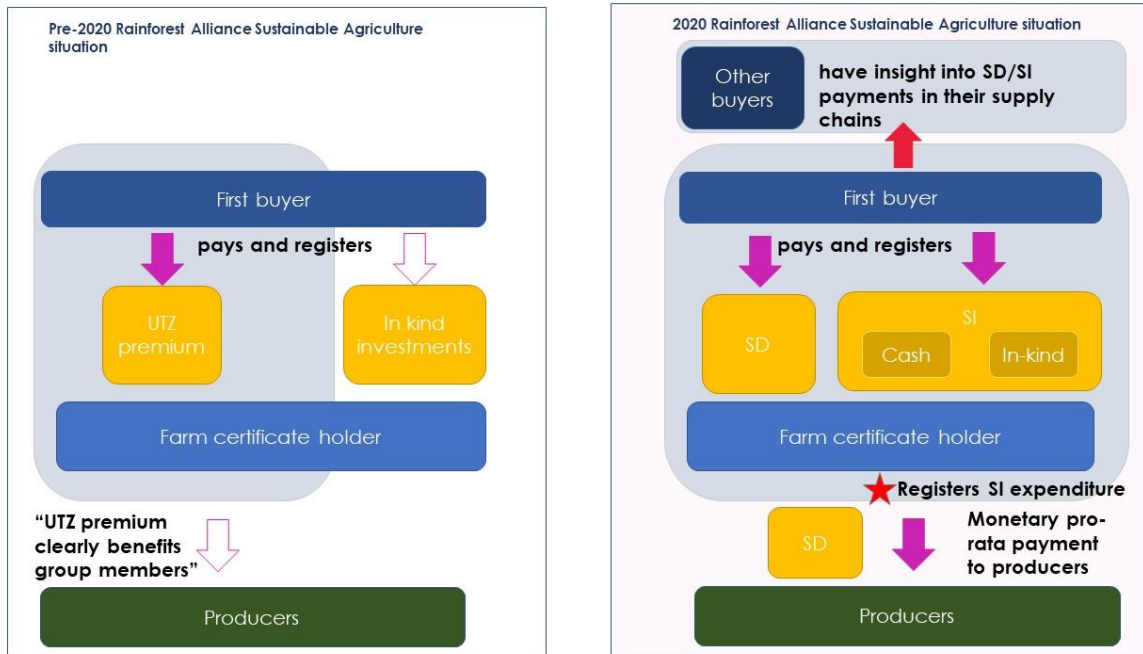 Pre-2020 Rainforest Alliance Sustainable Agriculture
situation
First buyer
pays and registers
UTZ
premium
In kind
investments
Farm certificate holder
“UTZ premium
clearly benefits
group members”
Producers
2020 Rainforest Alliance Sustainable Agriculture situation
Other
buyers
have insight into SD/SI
payments in their supply
chains
First buyer
pays and registers
SD
SI
Cash
In-kind
Farm certificate holder
Registers SI expenditure
SD
Monetary pro-
rata payment
to producers
Producers